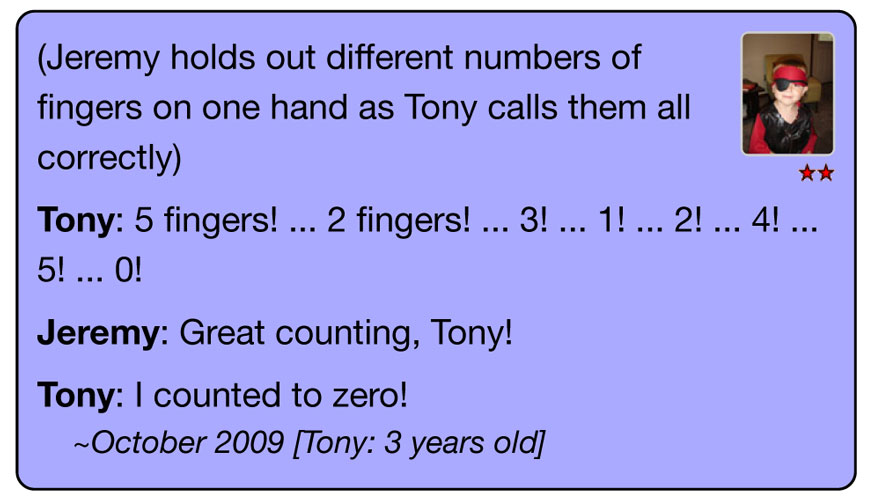 (Jeremy holds out different numbers of
fingers on one hand as Tony calls them all
correctly)
Tony: 5 fingers! ... 2 fingers! ... 3! ... 1! ... 2! ... 4! ...
5! ... 0!
Jeremy: Great counting, Tony!
Tony: I counted to zero!
~October 2009 [Tony: 3 years old]